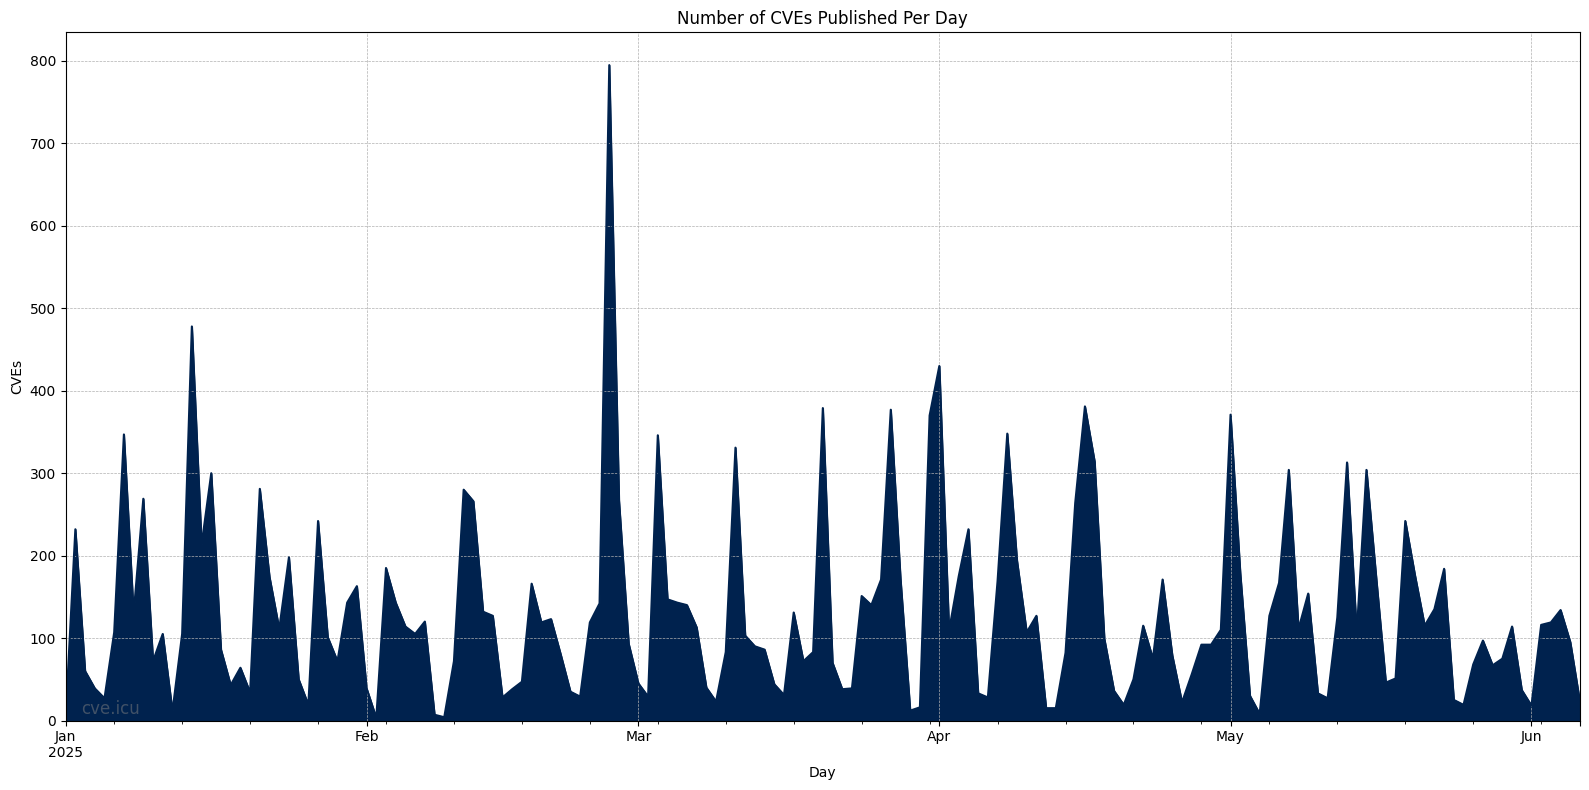 Number of CVEs Published Per Day
800
700
600
500
400
300
200
100
0
CVEs
cve.icu
Jan
2025
Feb
Mar
Apr
May
Jun
Day